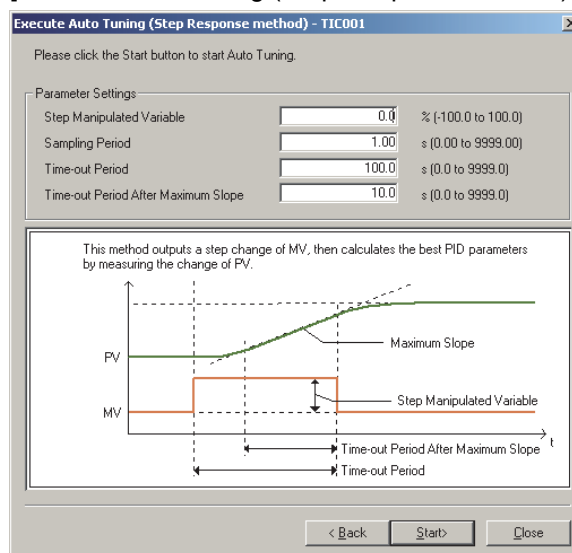 Execute Auto Tuning (Step Response method) - TIC001
Please click the Start button to start Auto Tuning.
Parameter Settings
Step Manipulated Variable 0.0 % (-100.0 to 100.0)
Sampling Period 1.00 s (0.00 to 9999.00)
Time-out Period 100.0 s (0.0 to 9999.0)
Time-out Period After Maximum Slope 10.0 s (0.0 to 9999.0)
This method outputs a step change of MV, then calculates the best PID parameters
by measuring the change of PV.
Maximum Slope
PV
Step Manipulated Variable
MV
t
Time-out Period After Maximum Slope
Time-out Period
< Back Start> Close